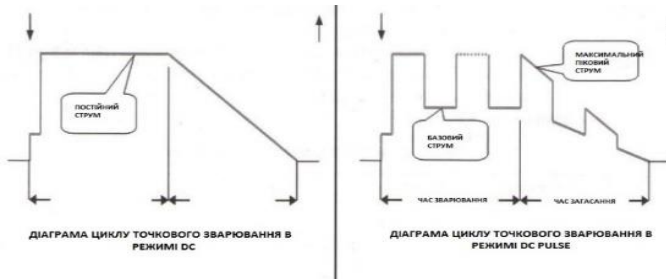 ПОСТІЙНИЙ
СТРУМ
ДІАГРАМА ЦИКЛУ ТОЧКОВОГО ЗВАРЮВАННЯ В
РЕЖИМІ DC
МАКСИМАЛЬНИЙ
ПІКОВИЙ
СТРУМ
БАЗОВИЙ
СТРУМ
ЧАС ЗВАРЮВАННЯ
ЧАС ЗАГАСАННЯ
ДІАГРАМА ЦИКЛУ ТОЧКОВОГО ЗВАРЮВАННЯ В
РЕЖИМІ DC PULSE